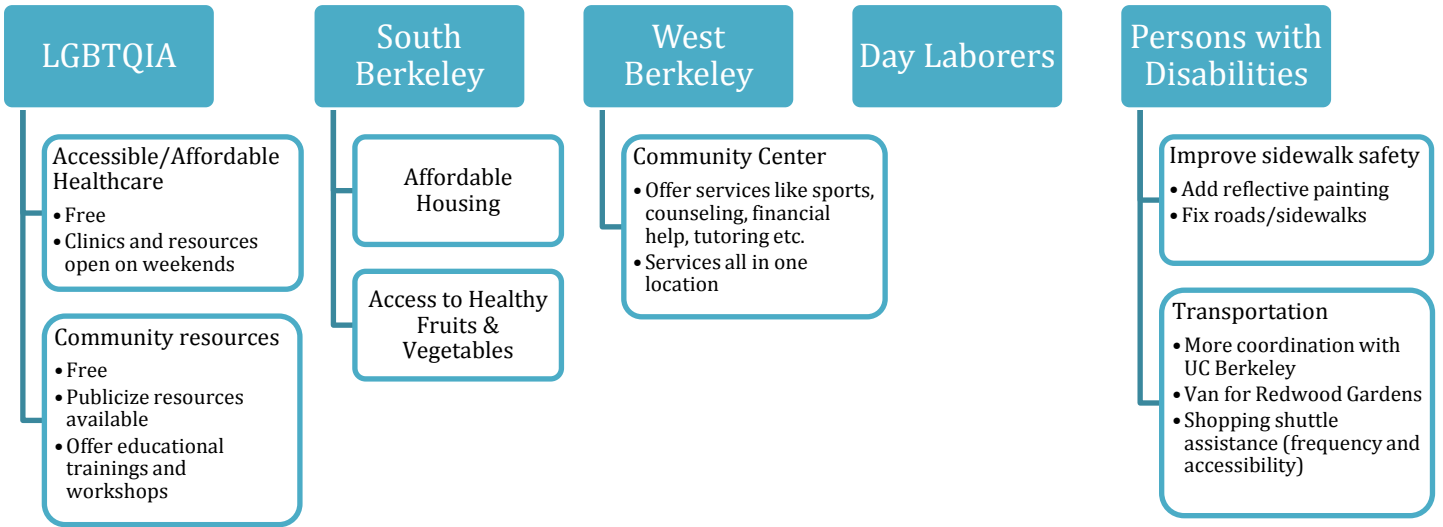 LGBTQIA
Accessible/Affordable
Healthcare
• Free
• Clinics and resources
open on weekends
Community resources
• Free
• Publicize resources
available
• Offer educational
trainings and
workshops
South
Berkeley
Affordable
Housing
Access to Healthy
Fruits &
Vegetables
West
Berkeley
Community Center
• Offer services like sports,
counseling, financial
help, tutoring etc.
• Services all in one
location
Day Laborers
Persons with
Disabilities
Improve sidewalk safety
• Add reflective painting
• Fix roads/sidewalks
Transportation
• More coordination with
UC Berkeley
• Van for Redwood Gardens
• Shopping shuttle
assistance (frequency and
accessibility)